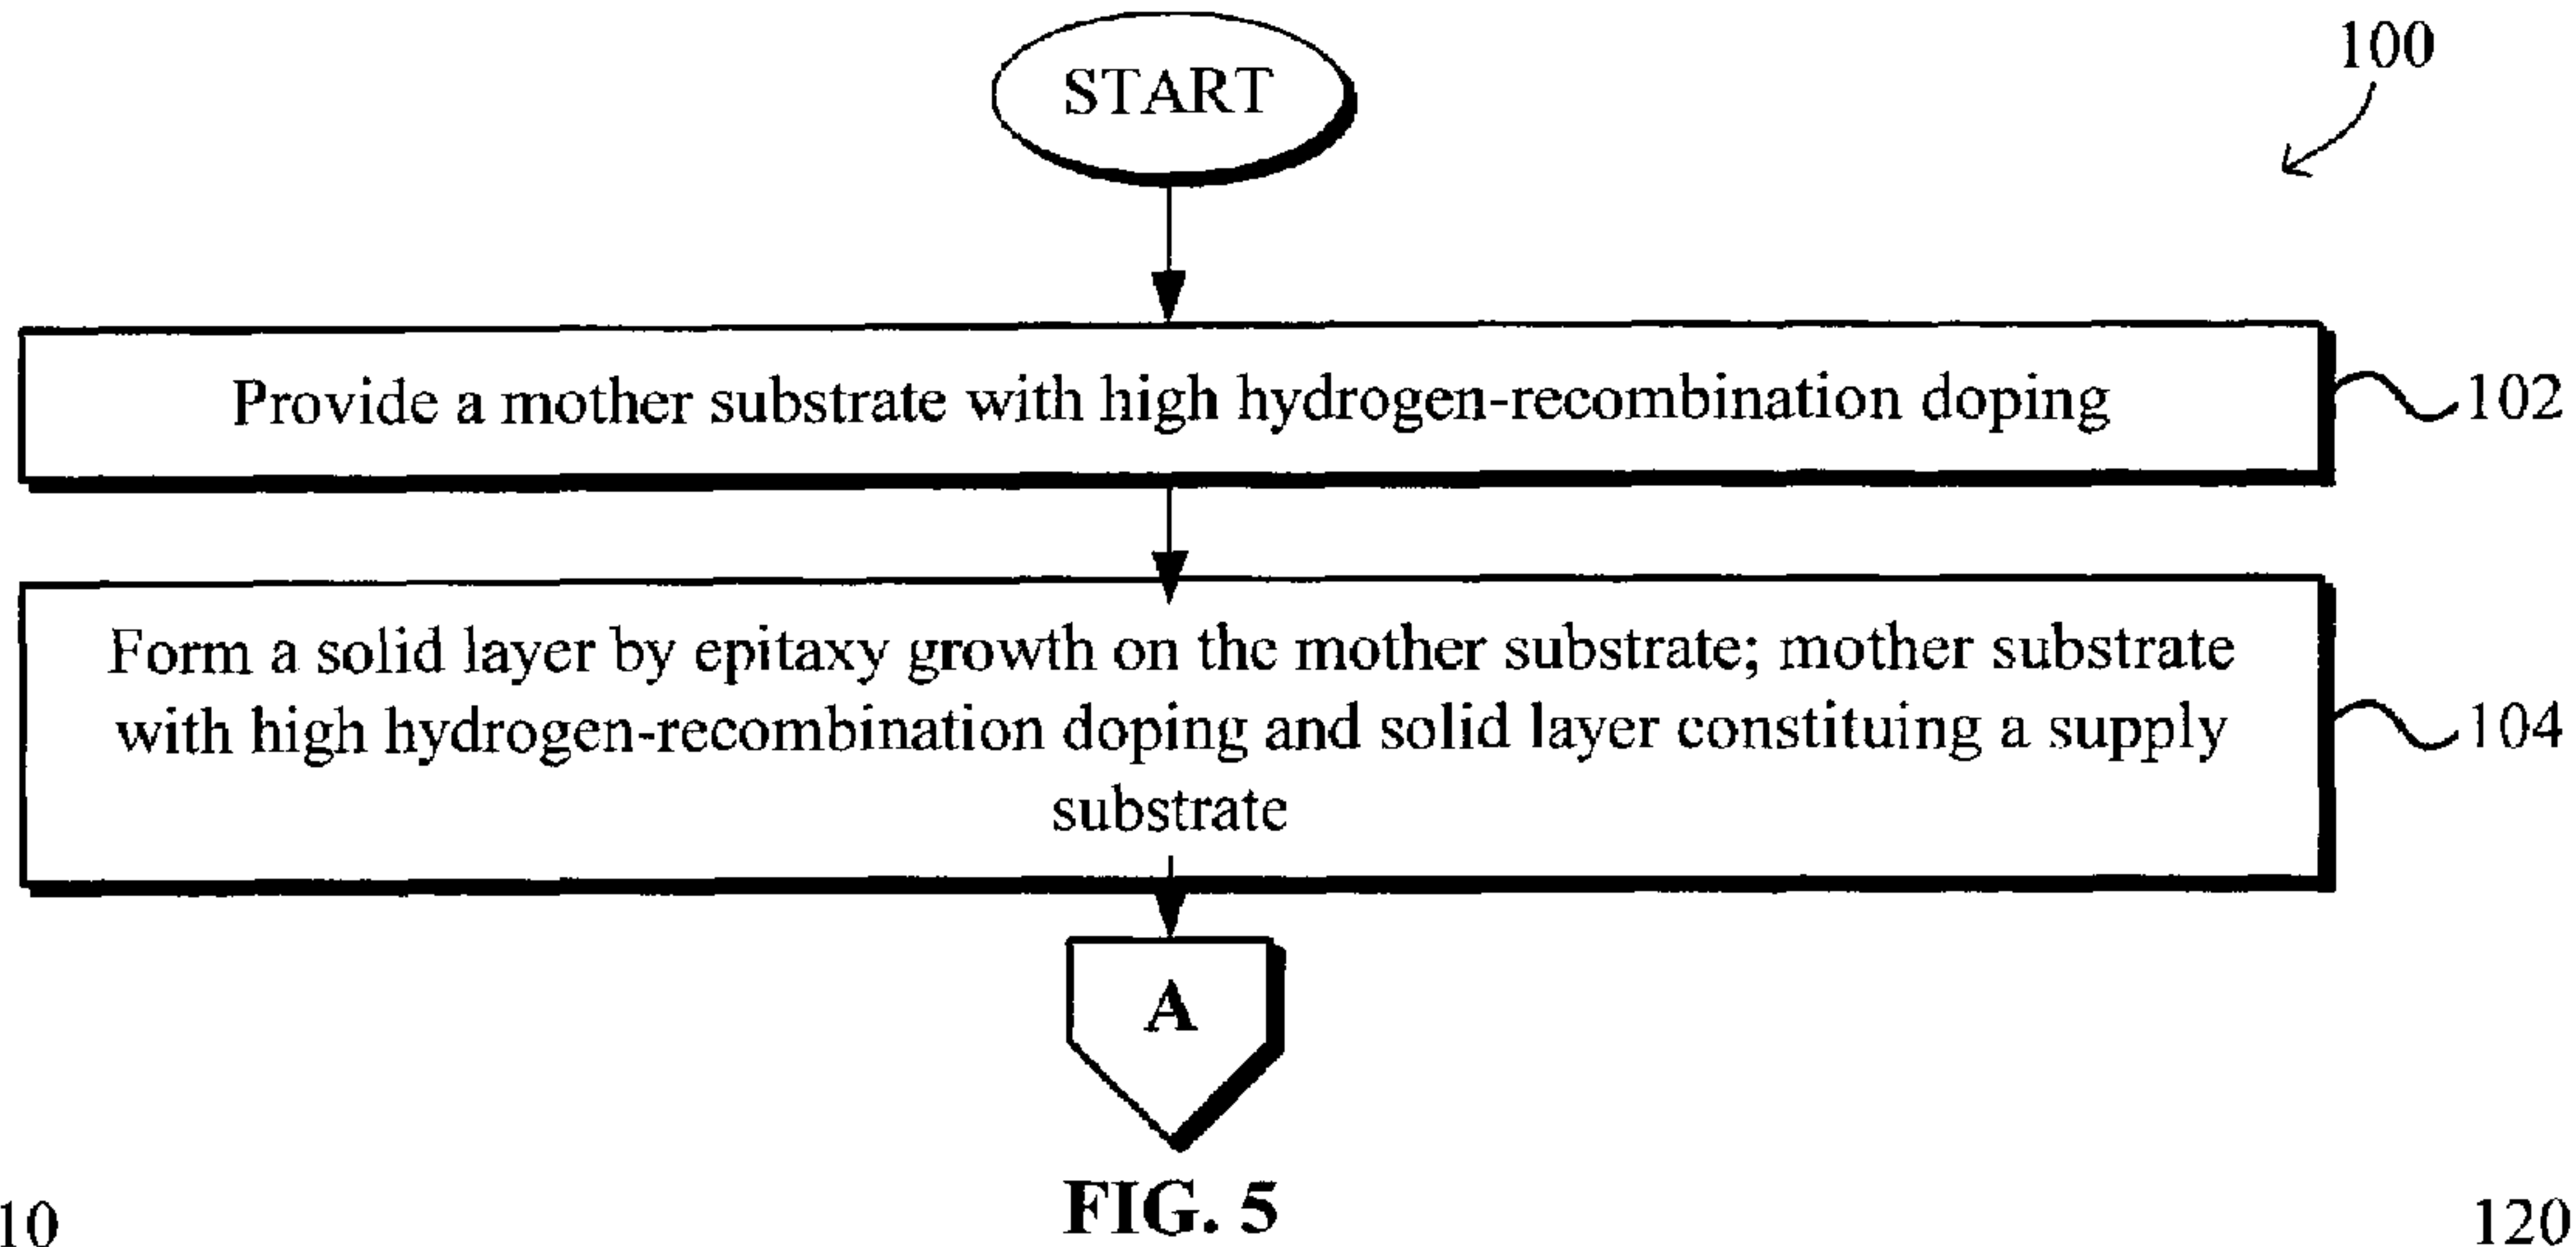 START
100
Provide a mother substrate with high hydrogen-recombination doping
102
Form a solid layer by epitaxy growth on the mother substrate; mother substrate
with high hydrogen-recombination doping and solid layer constituing a supply
substrate
104
A
FIG. 5
10
120